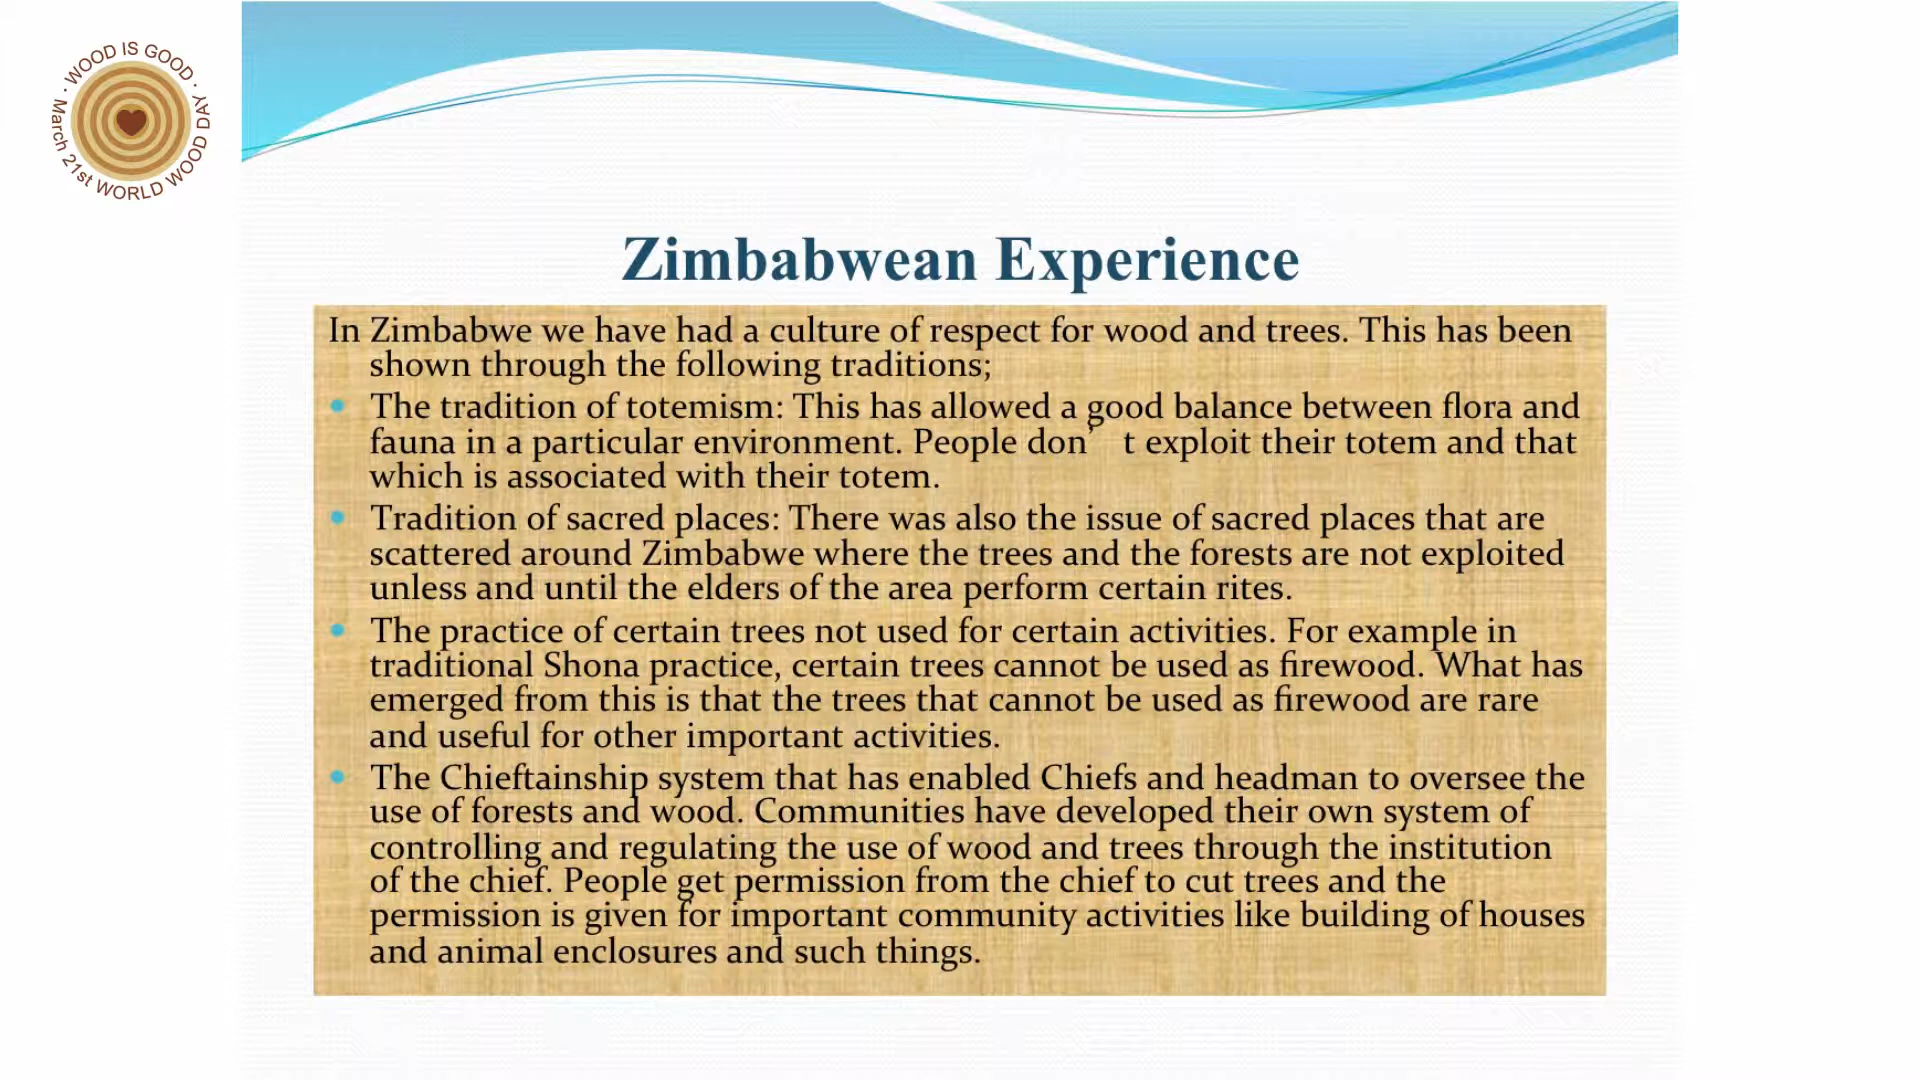 · WOOD IS GOOD · March 21st WORLD WOOD DAY
Zimbabwean Experience
In Zimbabwe we have had a culture of respect for wood and trees. This has been
shown through the following traditions;
• The tradition of totemism: This has allowed a good balance between flora and
fauna in a particular environment. People don’ t exploit their totem and that
which is associated with their totem.
• Tradition of sacred places: There was also the issue of sacred places that are
scattered around Zimbabwe where the trees and the forests are not exploited
unless and until the elders of the area perform certain rites.
• The practice of certain trees not used for certain activities. For example in
traditional Shona practice, certain trees cannot be used as firewood. What has
emerged from this is that the trees that cannot be used as firewood are rare
and useful for other important activities.
• The Chieftainship system that has enabled Chiefs and headman to oversee the
use of forests and wood. Communities have developed their own system of
controlling and regulating the use of wood and trees through the institution
of the chief. People get permission from the chief to cut trees and the
permission is given for important community activities like building of houses
and animal enclosures and such things.